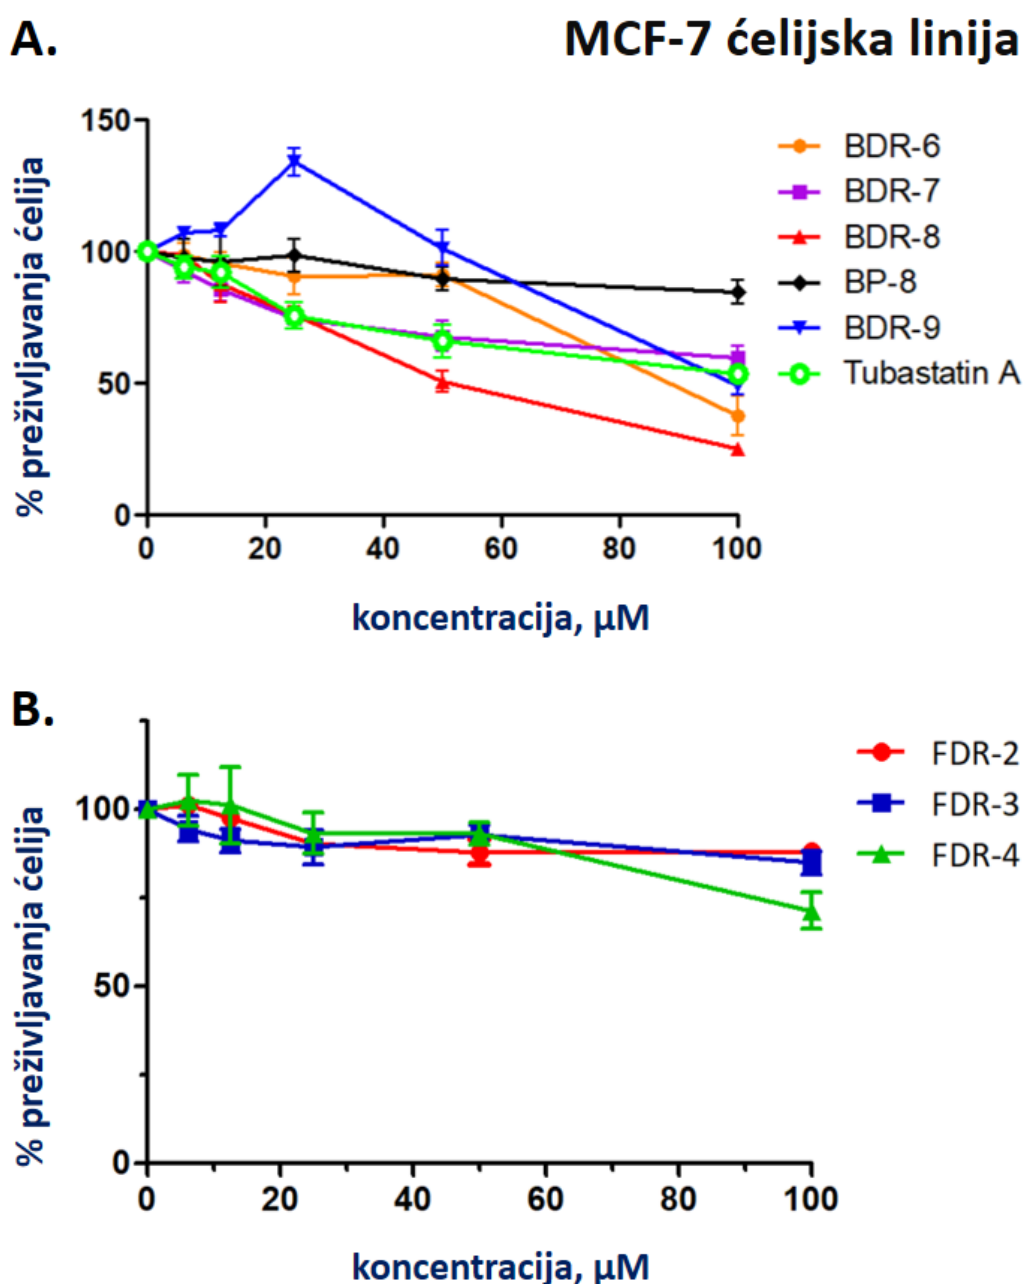 A.
MCF-7 ćelijska linija
% preživljavanja ćelija
150
100
50
0
0 20 40 60 80 100
koncentracija, µM
BDR-6
BDR-7
BDR-8
BP-8
BDR-9
Tubastatin A
B.
% preživljavanja ćelija
100
50
0
0 20 40 60 80 100
koncentracija, µM
FDR-2
FDR-3
FDR-4